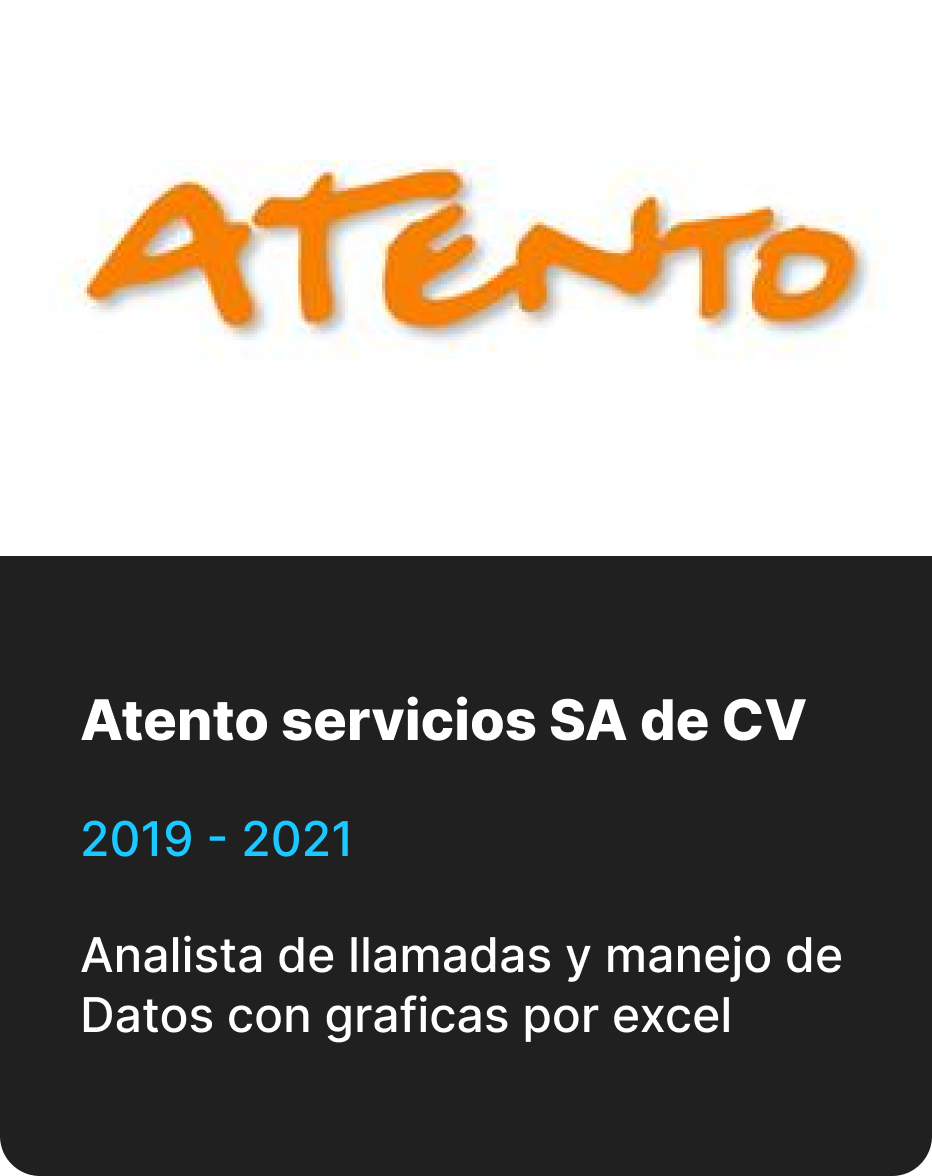 ATENTO
Atento servicios SA de CV
2019 - 2021
Analista de llamadas y manejo de
Datos con graficas por excel